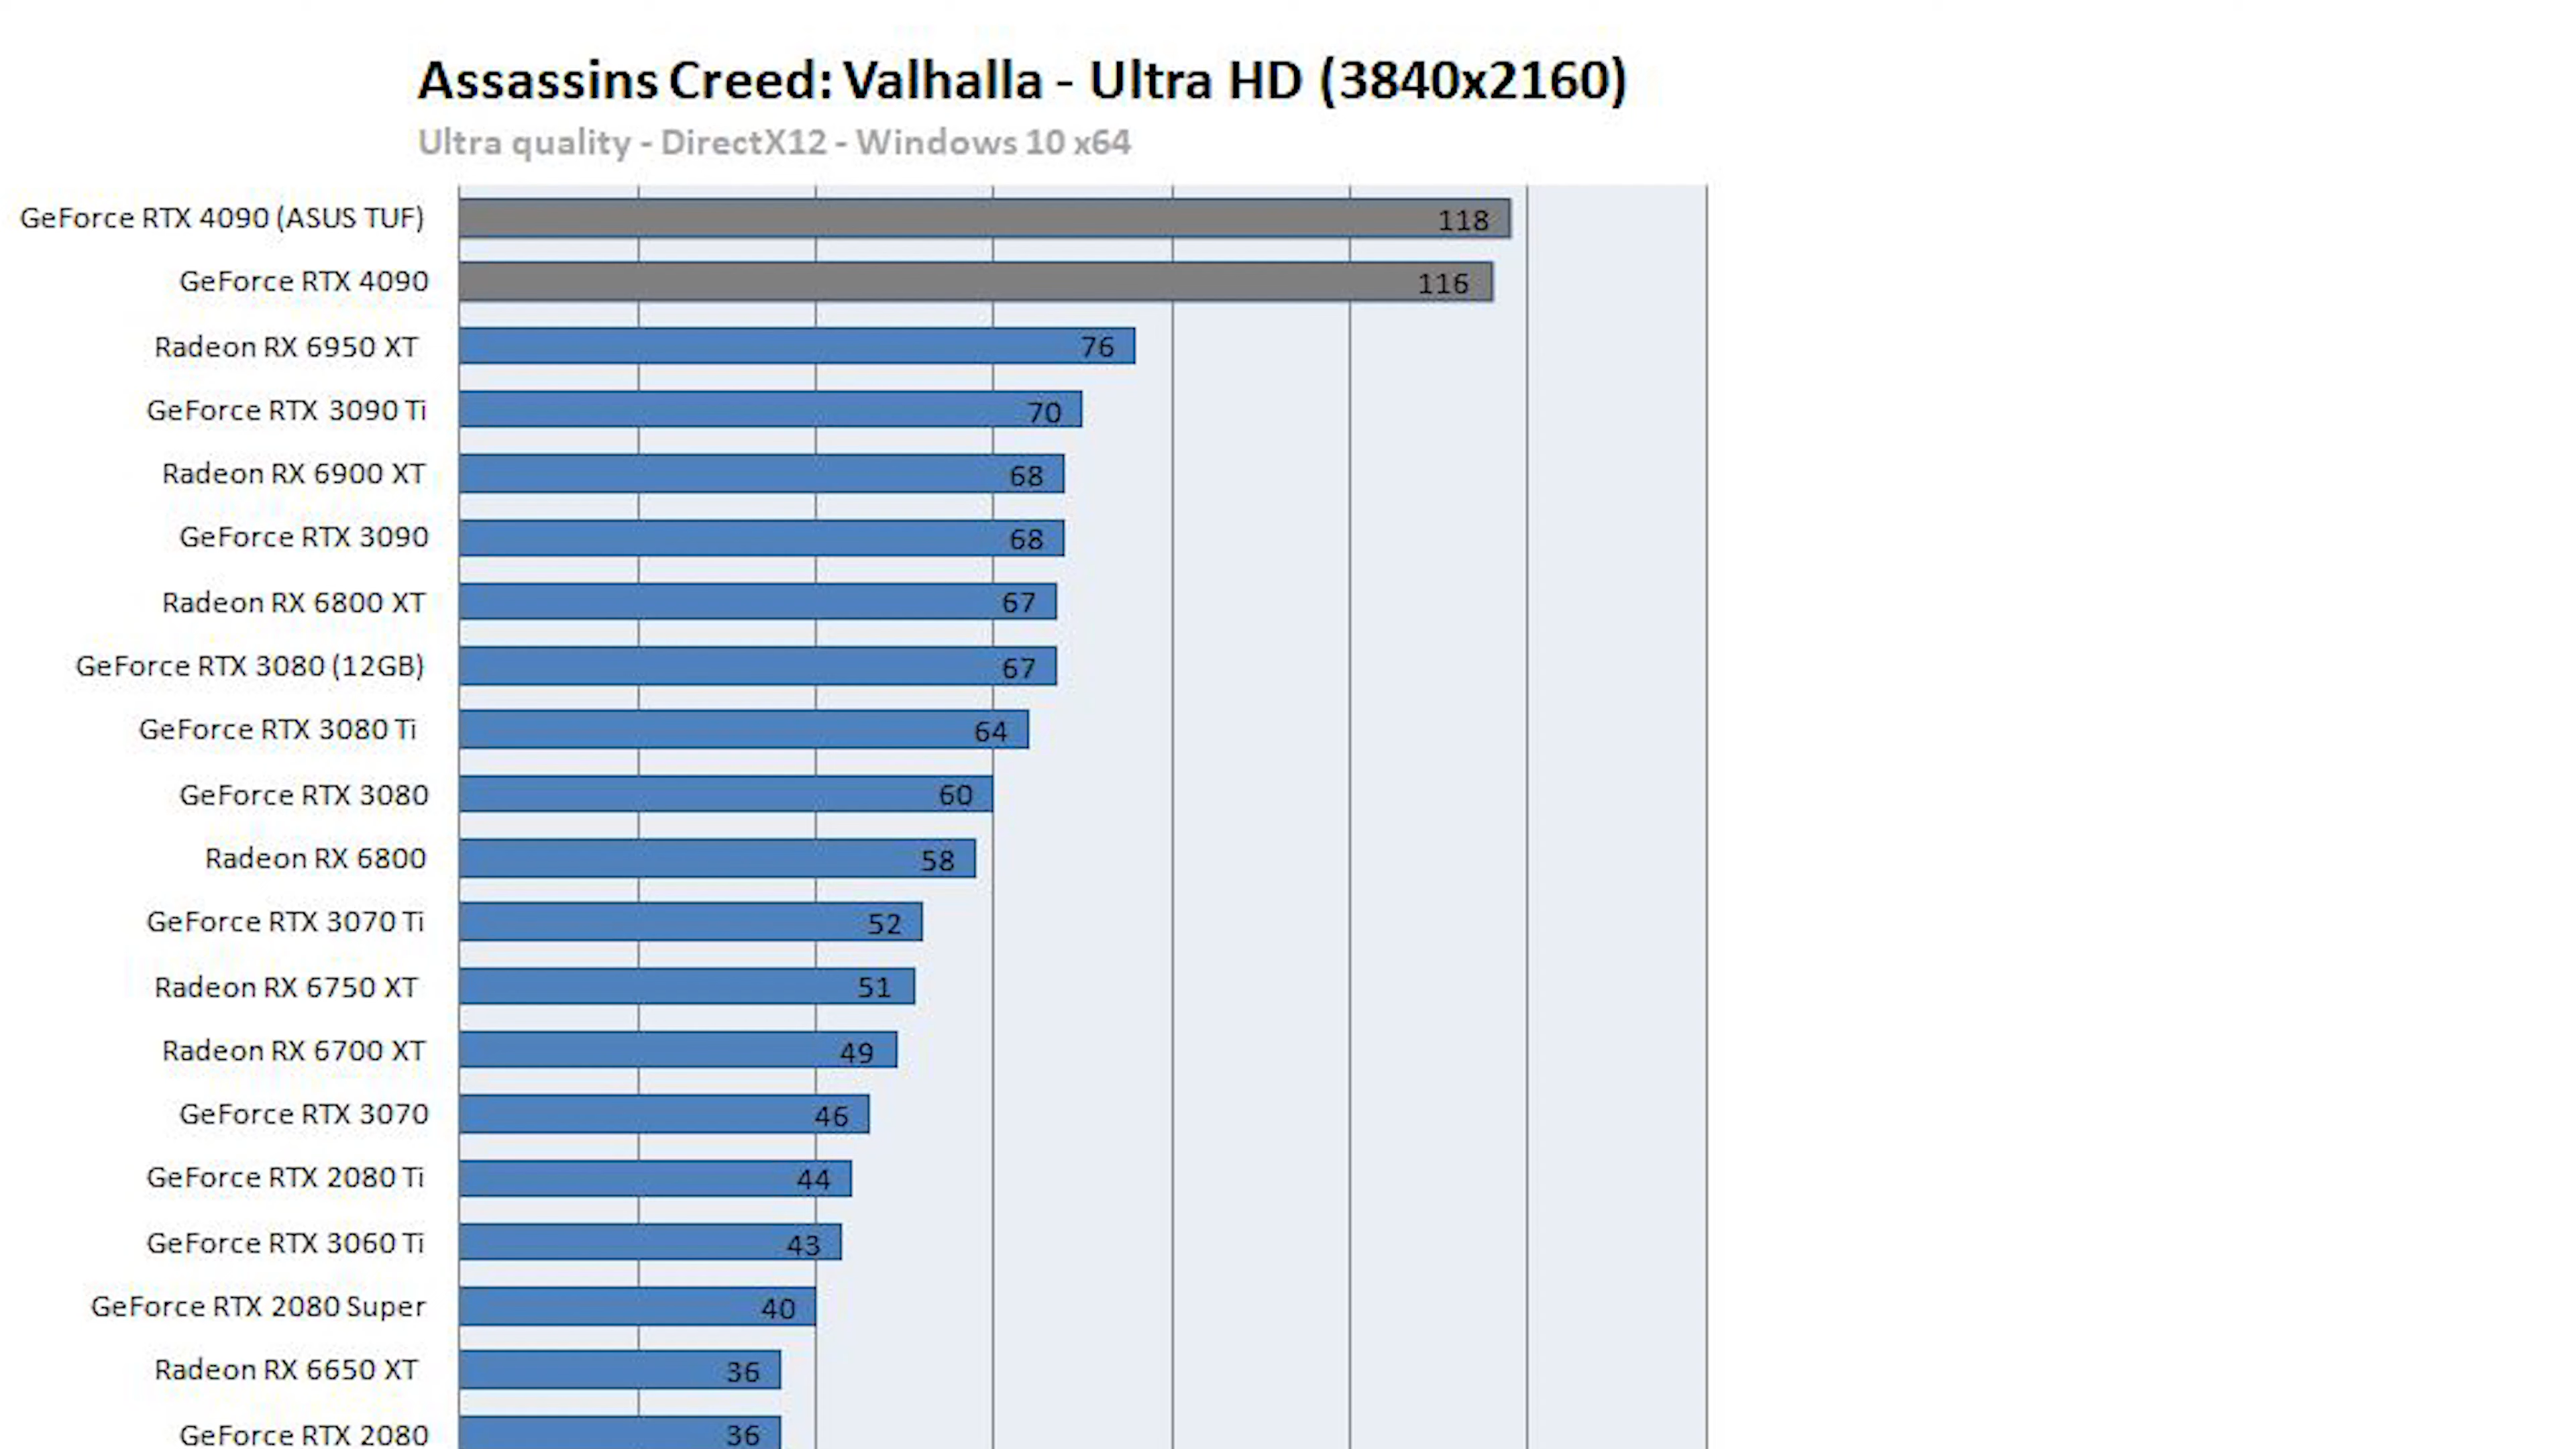 Assassins Creed: Valhalla - Ultra HD (3840x2160)
Ultra quality - DirectX12 - Windows 10 x64
GeForce RTX 4090 (ASUS TUF) 118
GeForce RTX 4090 116
Radeon RX 6950 XT 76
GeForce RTX 3090 Ti 70
Radeon RX 6900 XT 68
GeForce RTX 3090 68
Radeon RX 6800 XT 67
GeForce RTX 3080 (12GB) 67
GeForce RTX 3080 Ti 64
GeForce RTX 3080 60
Radeon RX 6800 58
GeForce RTX 3070 Ti 52
Radeon RX 6750 XT 51
Radeon RX 6700 XT 49
GeForce RTX 3070 46
GeForce RTX 2080 Ti 44
GeForce RTX 3060 Ti 43
GeForce RTX 2080 Super 40
Radeon RX 6650 XT 36
GeForce RTX 2080 36